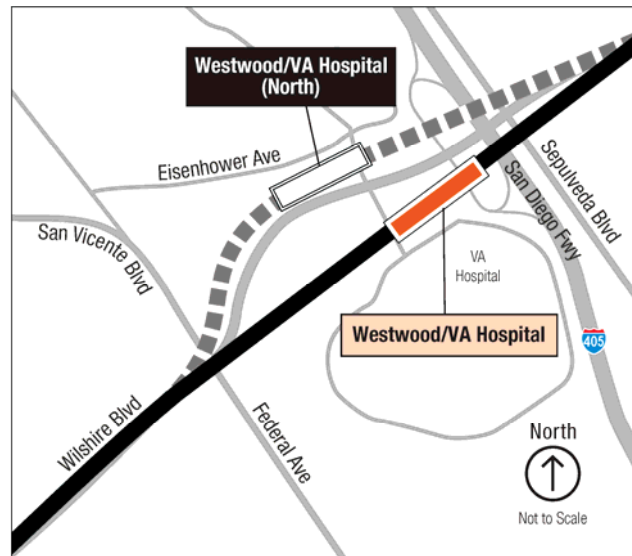 Westwood/VA Hospital
(North)
Eisenhower Ave
San Vicente Blvd
Sepulveda Blvd
San Diego Fwy
VA
Hospital
Westwood/VA Hospital
405
Wilshire Blvd
Federal Ave
North
Not to Scale